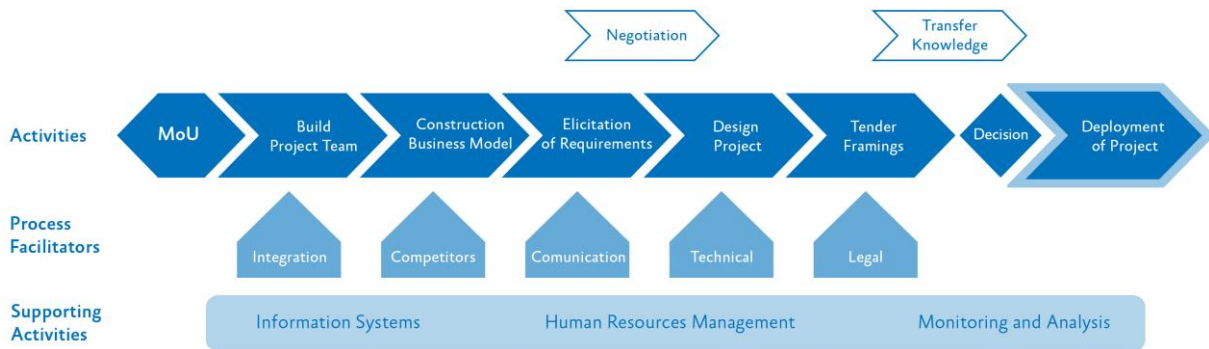 Negotiation
Transfer
Knowledge
Activities
MoU
Build
Project Team
Construction
Business Model
Elicitation
of Requirements
Design
Project
Tender
Framings
Decision
Deployment
of Project
Process
Facilitators
Integration
Competitors
Comunication
Technical
Legal
Supporting
Activities
Information Systems
Human Resources Management
Monitoring and Analysis